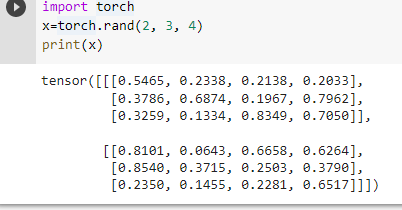 import torch
x=torch.rand(2, 3, 4)
print(x)
tensor([[[0.5465, 0.2338, 0.2138, 0.2033],
[0.3786, 0.6874, 0.1967, 0.7962],
[0.3259, 0.1334, 0.8349, 0.7050]],
[[0.8101, 0.0643, 0.6658, 0.6264],
[0.8540, 0.3715, 0.2503, 0.3790],
[0.2350, 0.1455, 0.2281, 0.6517]]])